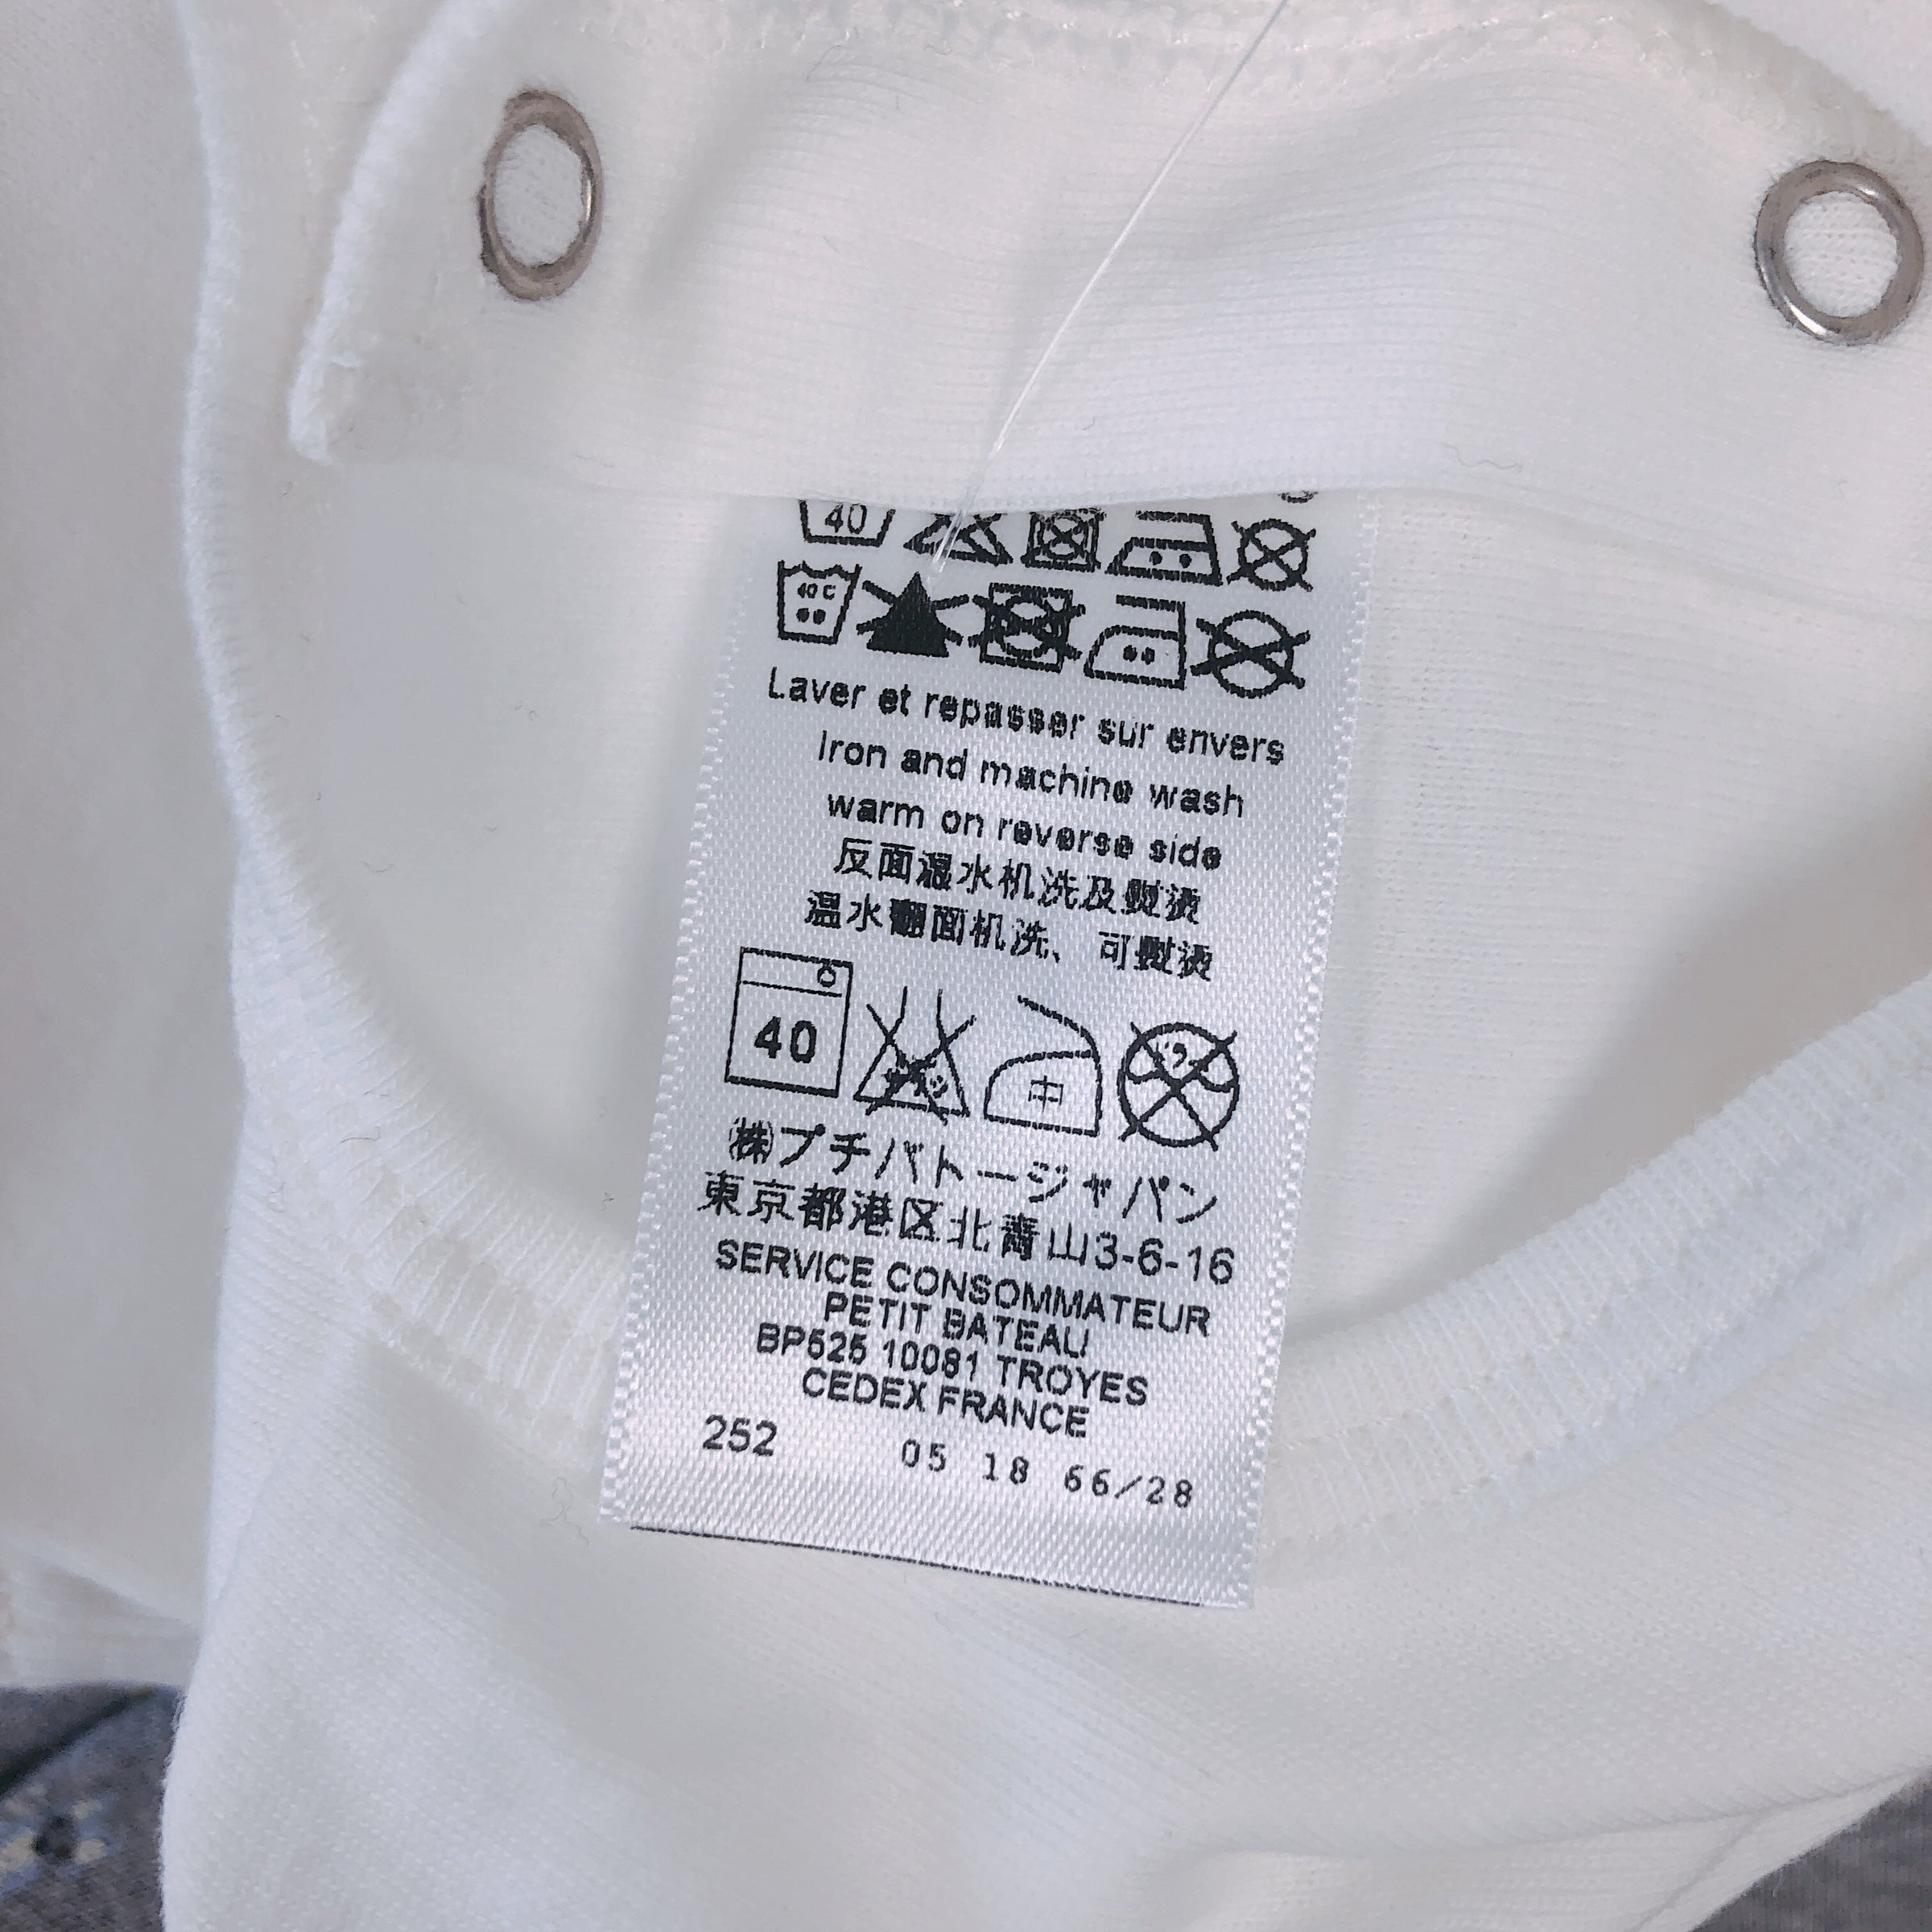 40
40 C
Laver et repasser sur envers
Iron and machine wash
warm on reverse side
反面温水机洗及熨烫
温水翻面机洗、可熨烫
40
中
㈱プチバトージャパン
東京都港区北青山3-6-16
SERVICE CONSOMMATEUR
PETIT BATEAU
BP525 10081 TROYES
CEDEX FRANCE
252 05 18 66/28